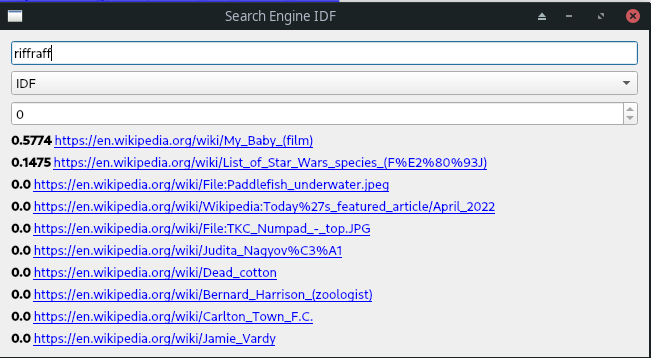 Search Engine IDF
riffraff
IDF
0
0.5774 https://en.wikipedia.org/wiki/My_Baby_(film)
0.1475 https://en.wikipedia.org/wiki/List_of_Star_Wars_species_(F%E2%80%93J)
0.0 https://en.wikipedia.org/wiki/File:Paddlefish_underwater.jpeg
0.0 https://en.wikipedia.org/wiki/Wikipedia:Today%27s_featured_article/April_2022
0.0 https://en.wikipedia.org/wiki/File:TKC_Numpad_-_top.JPG
0.0 https://en.wikipedia.org/wiki/Judita_Nagyov%C3%A1
0.0 https://en.wikipedia.org/wiki/Dead_cotton
0.0 https://en.wikipedia.org/wiki/Bernard_Harrison_(zoologist)
0.0 https://en.wikipedia.org/wiki/Carlton_Town_F.C.
0.0 https://en.wikipedia.org/wiki/Jamie_Vardy